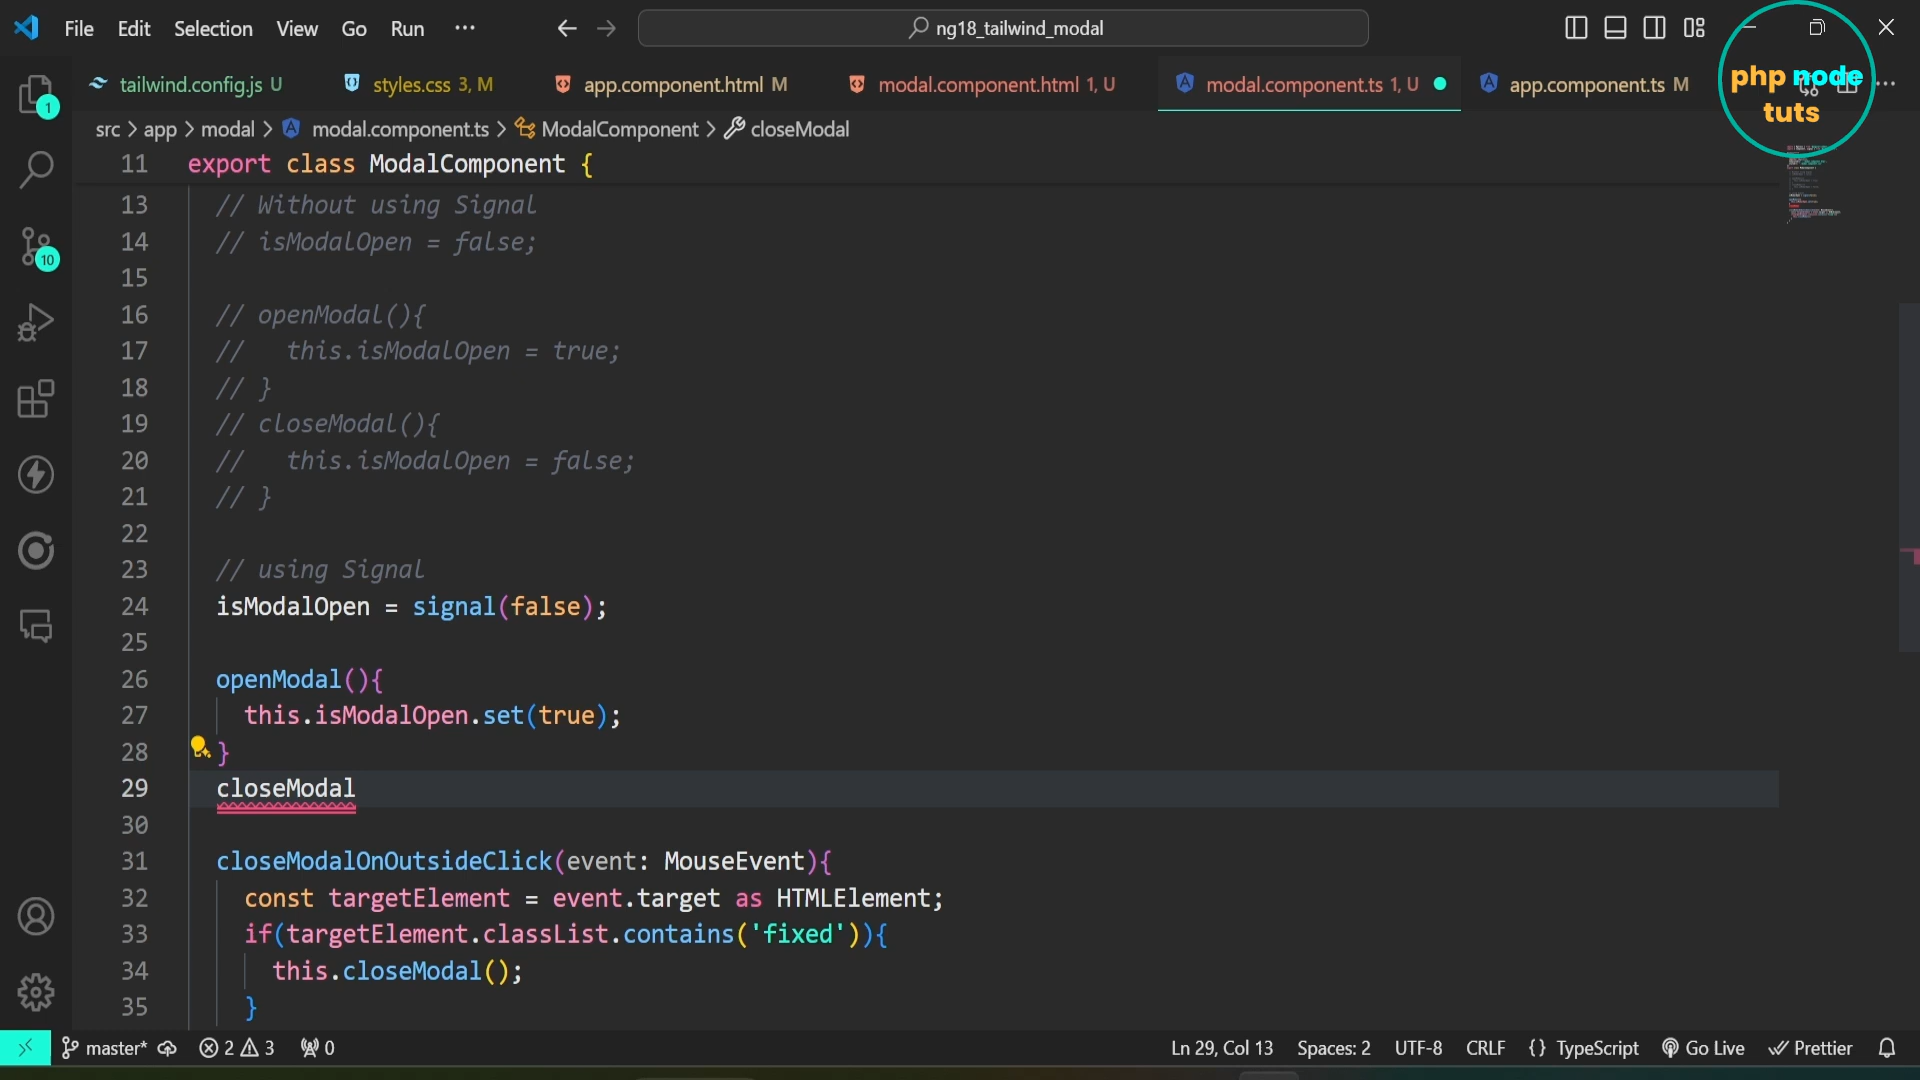 File Edit Selection View Go Run ··· ng18_tailwind_modal
php node
tuts
tailwind.config.js U styles.css 3, M app.component.html M modal.component.html 1, U modal.component.ts 1, U app.component.ts M
src > app > modal > modal.component.ts > ModalComponent > closeModal
11 export class ModalComponent {
13 // Without using Signal
14 // isModalOpen = false;
15
16 // openModal(){
17 //   this.isModalOpen = true;
18 // }
19 // closeModal(){
20 //   this.isModalOpen = false;
21 // }
22
23 // using Signal
24 isModalOpen = signal(false);
25
26 openModal(){
27   this.isModalOpen.set(true);
28 }
29 closeModal
30
31 closeModalOnOutsideClick(event: MouseEvent){
32   const targetElement = event.target as HTMLElement;
33   if(targetElement.classList.contains('fixed')){
34     this.closeModal();
35   }
1
10
master* 2 3 0 Ln 29, Col 13 Spaces: 2 UTF-8 CRLF {} TypeScript Go Live Prettier